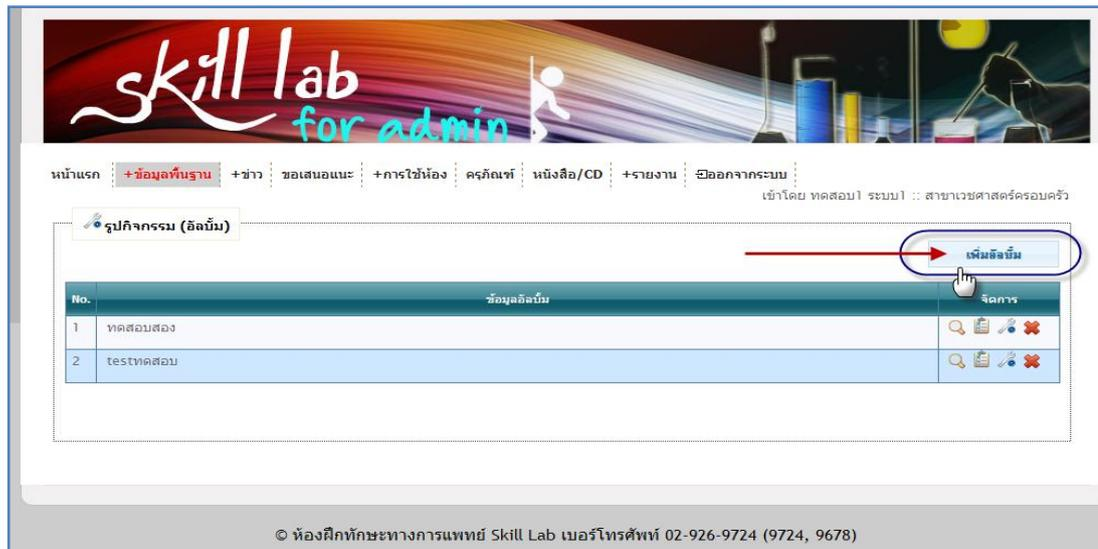 skill lab
for admin
หน้าแรก +ข้อมูลพื้นฐาน +ข่าว ขอเสนอแนะ +การใช้ห้อง ครุภัณฑ์ หนังสือ/CD +รายงาน ออกจากระบบ
เข้าโดย ทดสอบ1 ระบบ1 :: สาขาเวชศาสตร์ครอบครัว
รูปกิจกรรม (อัลบั้ม)
เพิ่มอัลบั้ม
No. ข้อมูลอัลบั้ม จัดการ
1 ทดสอบสอง
2 testทดสอบ
© ห้องฝึกทักษะทางการแพทย์ Skill Lab เบอร์โทรศัพท์ 02-926-9724 (9724, 9678)